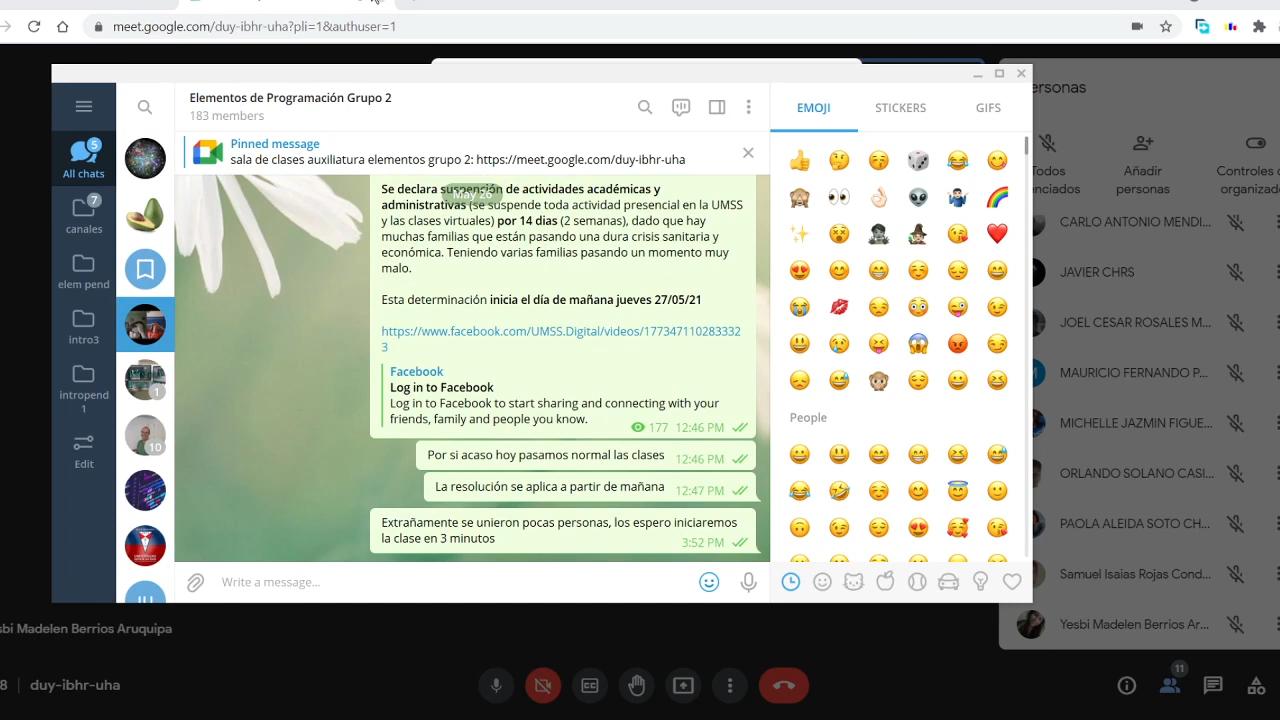 meet.google.com/duy-ibhr-uha?pli=1&authuser=1
Elementos de Programación Grupo 2
183 members
Pinned message
sala de clases auxiliatura elementos grupo 2: https://meet.google.com/duy-ibhr-uha
5
All chats
7
canales
elem pend
intro3
intropend
1
Edit
1
10
May 26
Se declara suspención de actividades académicas y
administrativas (se suspende toda actividad presencial en la UMSS
y las clases virtuales) por 14 dias (2 semanas), dado que hay
muchas familias que están pasando una dura crisis sanitaria y
económica. Teniendo varias familias pasando un momento muy
malo.
Esta determinación inicia el día de mañana jueves 27/05/21
https://www.facebook.com/UMSS.Digital/videos/177347110283332
3
Facebook
Log in to Facebook
Log in to Facebook to start sharing and connecting with your
friends, family and people you know.
177 12:46 PM
Por si acaso hoy pasamos normal las clases 12:46 PM
La resolución se aplica a partir de mañana 12:47 PM
Extrañamente se unieron pocas personas, los espero iniciaremos
la clase en 3 minutos
3:52 PM
Write a message...
EMOJI STICKERS GIFS
People
ersonas
Todos
nciados
Añadir
personas
Controles
organizad
CARLO ANTONIO MENDI...
JAVIER CHRS
JOEL CESAR ROSALES M...
MAURICIO FERNANDO P...
MICHELLE JAZMIN FIGUE...
ORLANDO SOLANO CASI...
PAOLA ALEIDA SOTO CH...
Samuel Isaias Rojas Cond...
Yesbi Madelen Berrios Ar...
sbi Madelen Berrios Aruquipa
8 | duy-ibhr-uha
11